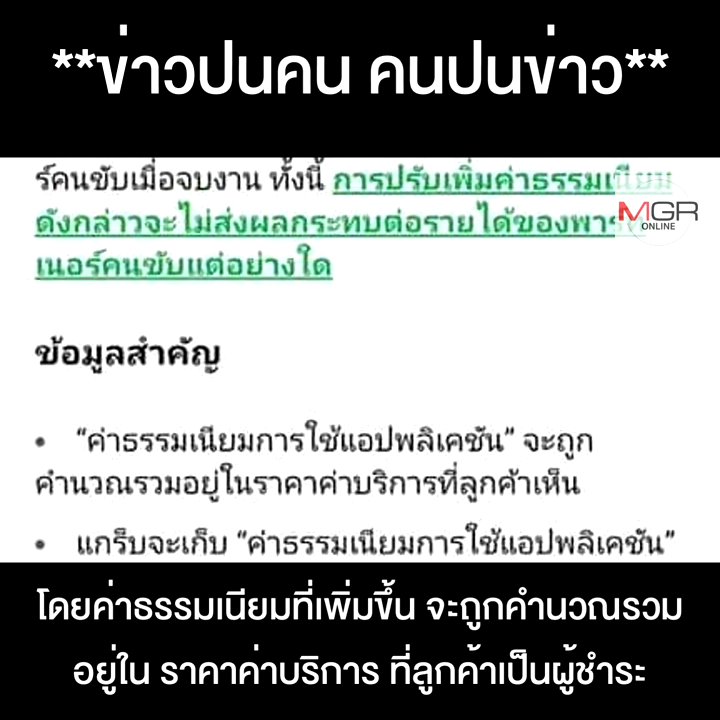 **ข่าวปนคน คนปนข่าว**
ร์คนขับเมื่อจบงาน ทั้งนี้ การปรับเพิ่มค่าธรรมเนียม
ดังกล่าวจะไม่ส่งผลกระทบต่อรายได้ของพาร์
MGR
ONLINE
เนอร์คนขับแต่อย่างใด
ข้อมูลสำคัญ
• “ค่าธรรมเนียมการใช้แอปพลิเคชัน” จะถูก
คำนวณรวมอยู่ในราคาค่าบริการที่ลูกค้าเห็น
• แกร็บจะเก็บ “ค่าธรรมเนียมการใช้แอปพลิเคชัน”
โดยค่าธรรมเนียมที่เพิ่มขึ้น จะถูกคำนวณรวม
อยู่ใน ราคาค่าบริการ ที่ลูกค้าเป็นผู้ชำระ